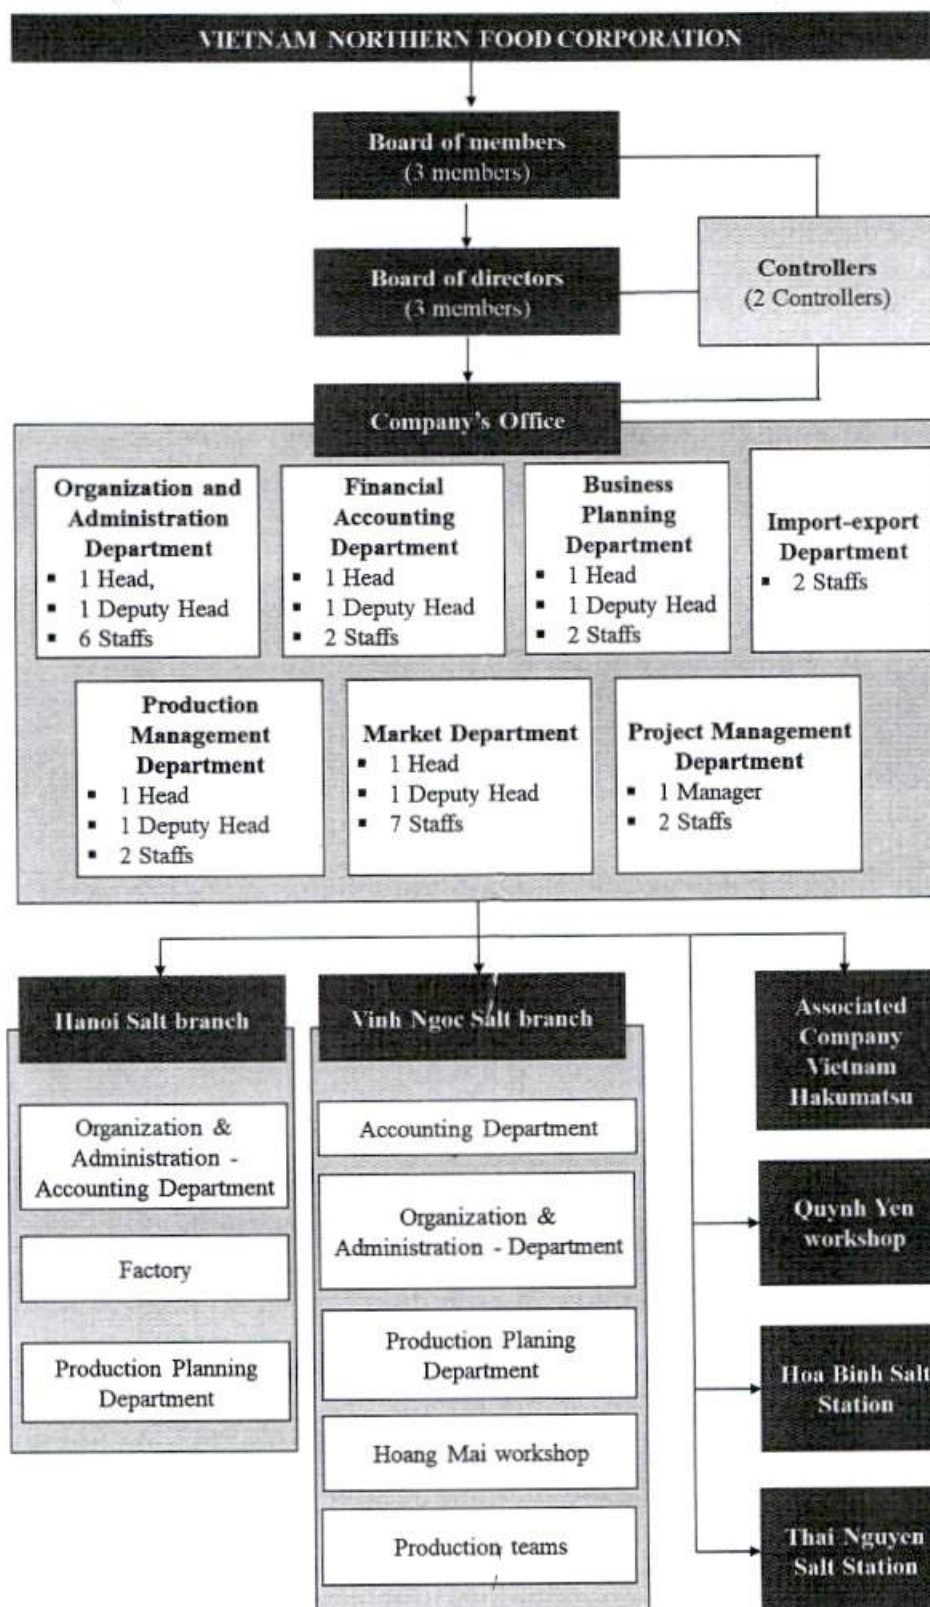 VIETNAM NORTHERN FOOD CORPORATION
Board of members
(3 members)
Board of directors
(3 members)
Controllers
(2 Controllers)
Company's Office
Organization and
Administration
Department
▪ 1 Head,
▪ 1 Deputy Head
▪ 6 Staffs
Financial
Accounting
Department
▪ 1 Head
▪ 1 Deputy Head
▪ 2 Staffs
Business
Planning
Department
▪ 1 Head
▪ 1 Deputy Head
▪ 2 Staffs
Import-export
Department
▪ 2 Staffs
Production
Management
Department
▪ 1 Head
▪ 1 Deputy Head
▪ 2 Staffs
Market Department
▪ 1 Head
▪ 1 Deputy Head
▪ 7 Staffs
Project Management
Department
▪ 1 Manager
▪ 2 Staffs
Hanoi Salt branch
Organization &
Administration -
Accounting Department
Factory
Production Planning
Department
Vinh Ngoc Salt branch
Accounting Department
Organization &
Administration - Department
Production Planing
Department
Hoang Mai workshop
Production teams
Associated
Company
Vietnam
Hakumatsu
Quynh Yen
workshop
Hoa Binh Salt
Station
Thai Nguyen
Salt Station